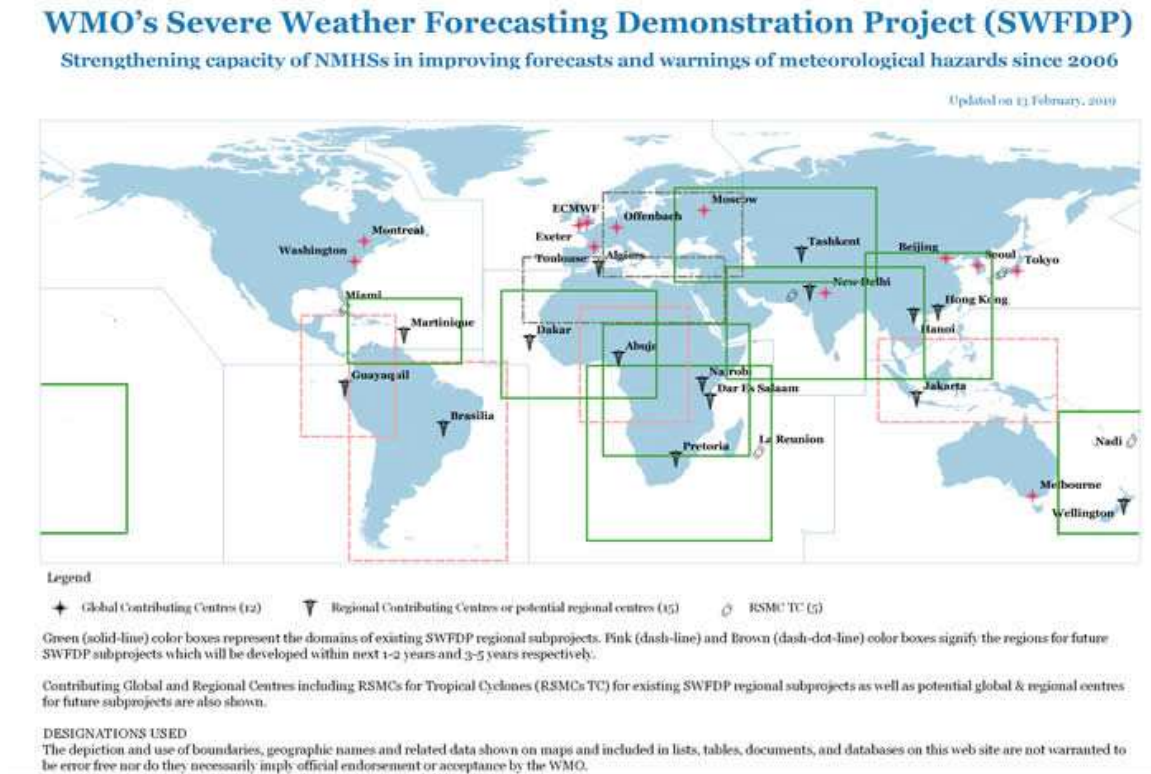 WMO's Severe Weather Forecasting Demonstration Project (SWFDP)
Strengthening capacity of NMHSs in improving forecasts and warnings of meteorological hazards since 2006
Updated on 13 February, 2019
Moscow
ECMWF
Offenbach
Montreal
Exeter
Washington
Tashkent
Beijing
Toulouse
Algiers
Seoul
Tokyo
New Delhi
Miami
Hong Kong
Martinique
Dakar
Hanoi
Abuja
Guayaquil
Nairobi
Dar Es Salaam
Jakarta
Brasilia
Pretoria
La Reunion
Nadi
Melbourne
Wellington
Legend
Global Contributing Centres (12)
Regional Contributing Centres or potential regional centres (15)
RSMC TC (5)
Green (solid-line) color boxes represent the domains of existing SWFDP regional subprojects. Pink (dash-line) and Brown (dash-dot-line) color boxes signify the regions for future
SWFDP subprojects which will be developed within next 1-2 years and 3-5 years respectively.
Contributing Global and Regional Centres including RSMCs for Tropical Cyclones (RSMCs TC) for existing SWFDP regional subprojects as well as potential global & regional centres
for future subprojects are also shown.
DESIGNATIONS USED
The depiction and use of boundaries, geographic names and related data shown on maps and included in lists, tables, documents, and databases on this web site are not warranted to
be error free nor do they necessarily imply official endorsement or acceptance by the WMO.